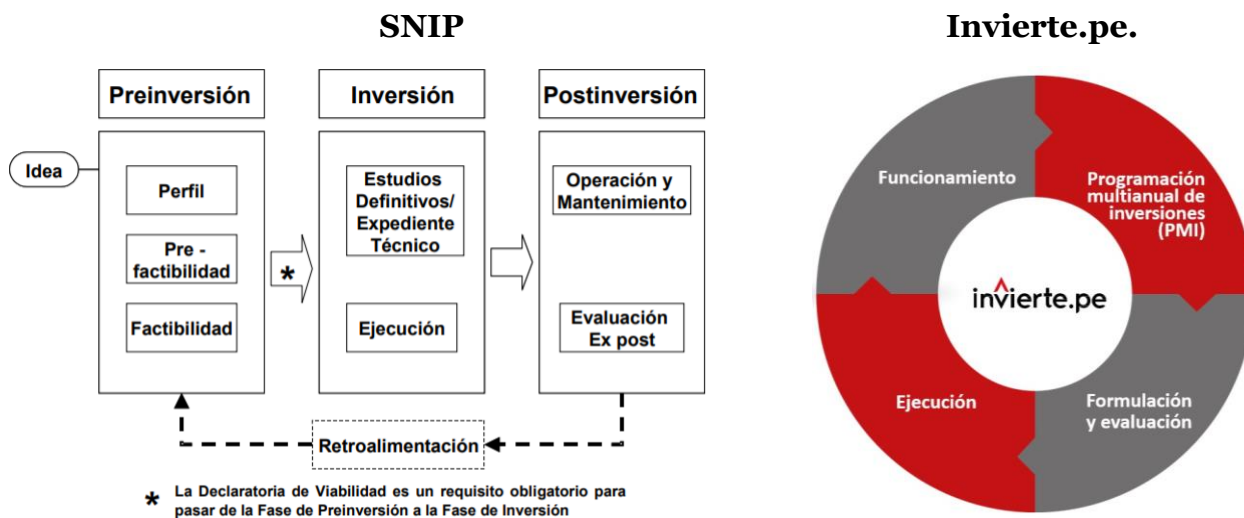 SNIP
Preinversión
Inversión
Postinversión
Idea
Perfil
Pre -
factibilidad
Factibilidad
*
Estudios
Definitivos/
Expediente
Técnico
Ejecución
Operación y
Mantenimiento
Evaluación
Ex post
Retroalimentación
* La Declaratoria de Viabilidad es un requisito obligatorio para
pasar de la Fase de Preinversión a la Fase de Inversión
Invierte.pe.
Funcionamiento
Programación
multianual de
inversiones
(PMI)
invierte.pe
Ejecución
Formulación
y evaluación